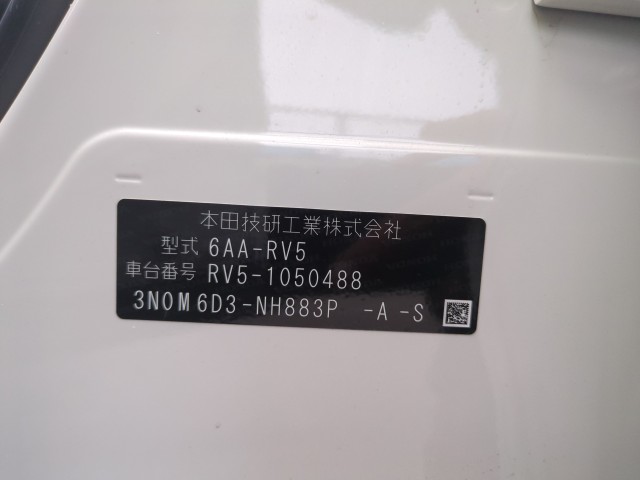 本田技研工業株式会社
型式 6AA-RV5
車台番号 RV5-1050488
3N0M6D3-NH883P -A -S